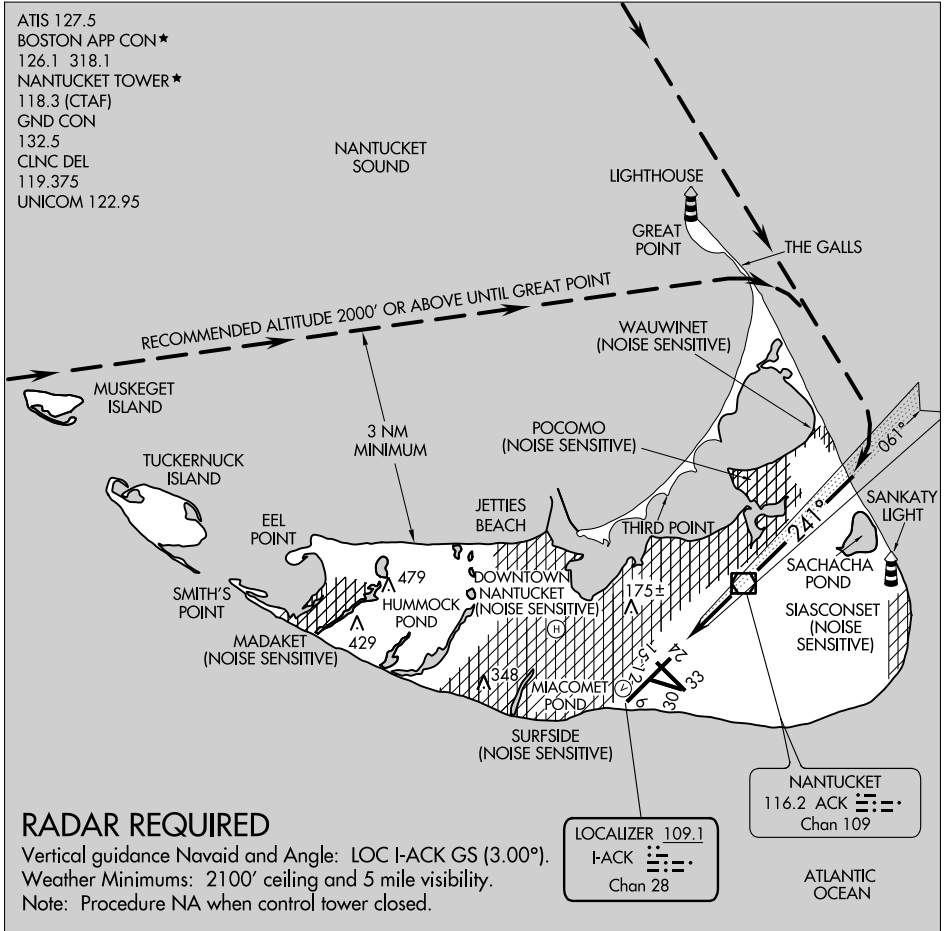 ATIS 127.5
BOSTON APP CON★
126.1 318.1
NANTUCKET TOWER★
118.3 (CTAF)
GND CON
132.5
CLNC DEL
119.375
UNICOM 122.95
NANTUCKET
SOUND
LIGHTHOUSE
GREAT
POINT
THE GALLS
RECOMMENDED ALTITUDE 2000' OR ABOVE UNTIL GREAT POINT
WAUWINET
(NOISE SENSITIVE)
MUSKEGET
ISLAND
3 NM
MINIMUM
POCOMO
(NOISE SENSITIVE)
061°
TUCKERNUCK
ISLAND
JETTIES
BEACH
THIRD POINT
241°
SANKATY
LIGHT
EEL
POINT
SACHACHA
POND
479
DOWNTOWN
NANTUCKET
(NOISE SENSITIVE)
175±
SMITH'S
POINT
HUMMOCK
POND
SIASCONSET
(NOISE
SENSITIVE)
429
H
MADAKET
(NOISE SENSITIVE)
24
15
12
348
MIACOMET
POND
V
6
30
33
SURFSIDE
(NOISE SENSITIVE)
NANTUCKET
116.2 ACK
Chan 109
RADAR REQUIRED
Vertical guidance Navaid and Angle: LOC I-ACK GS (3.00°).
Weather Minimums: 2100' ceiling and 5 mile visibility.
Note: Procedure NA when control tower closed.
LOCALIZER 109.1
I-ACK
Chan 28
ATLANTIC
OCEAN